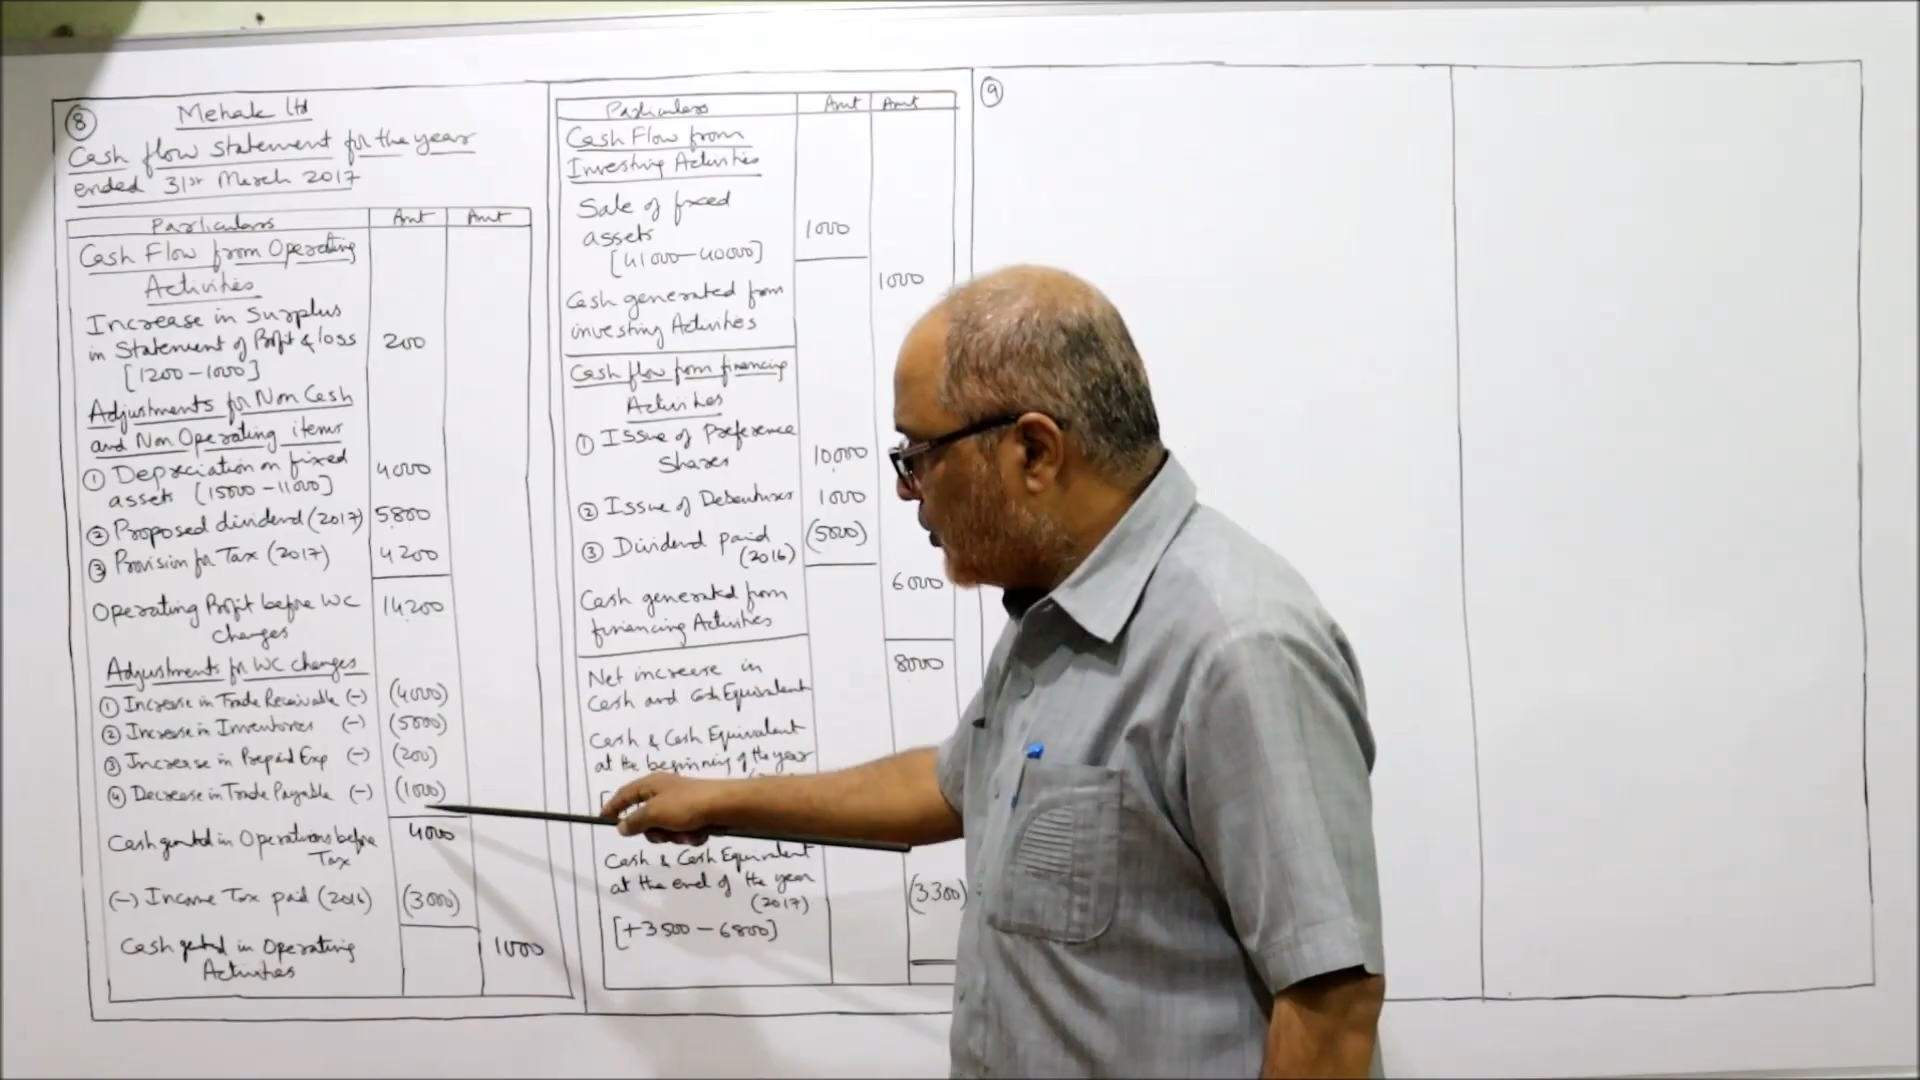 8
Mehak Ltd
Cash flow statement for the year
ended 31st March 2017
Particulars Amt Amt
Cash Flow from Operating
Activities
Increase in Surplus
in Statement of Profit & loss 200
[1200-1000]
Adjustments for Non Cash
and Non Operating items
① Depreciation on fixed 4000
assets [15000-11000]
② Proposed dividend (2017) 5800
③ Provision for Tax (2017) 4200
Operating Profit before WC 14,200
changes
Adjustments for WC changes
① Increase in Trade Receivable (-) (4000)
② Increase in Inventories (-) (5000)
③ Increase in Prepaid Exp (-) (200)
④ Decrease in Trade Payable (-) (1000)
Cash in Operations before 4000
Tax
(-) Income Tax paid (2016) (3000)
Cash in Operating 1000
Activities
Particulars Amt Amt
Cash Flow from
Investing Activities
Sale of fixed
assets 1000
[41000-40000]
Cash generated from 1000
investing Activities
Cash flow from financing
Activities
① Issue of Preference
Shares 10,000
② Issue of Debentures 1000
③ Dividend paid (5000)
(2016)
Cash generated from 6000
financing Activities
Net increase in 8000
Cash and Cash Equivalent
Cash & Cash Equivalent
at the beginning of the year
Cash & Cash Equivalent
at the end of the year (3300)
(2017)
[+3500-6800]
9